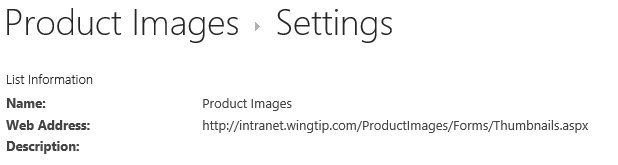 Product Images ▸ Settings
List Information
Name: Product Images
Web Address: http://intranet.wingtip.com/ProductImages/Forms/Thumbnails.aspx
Description: